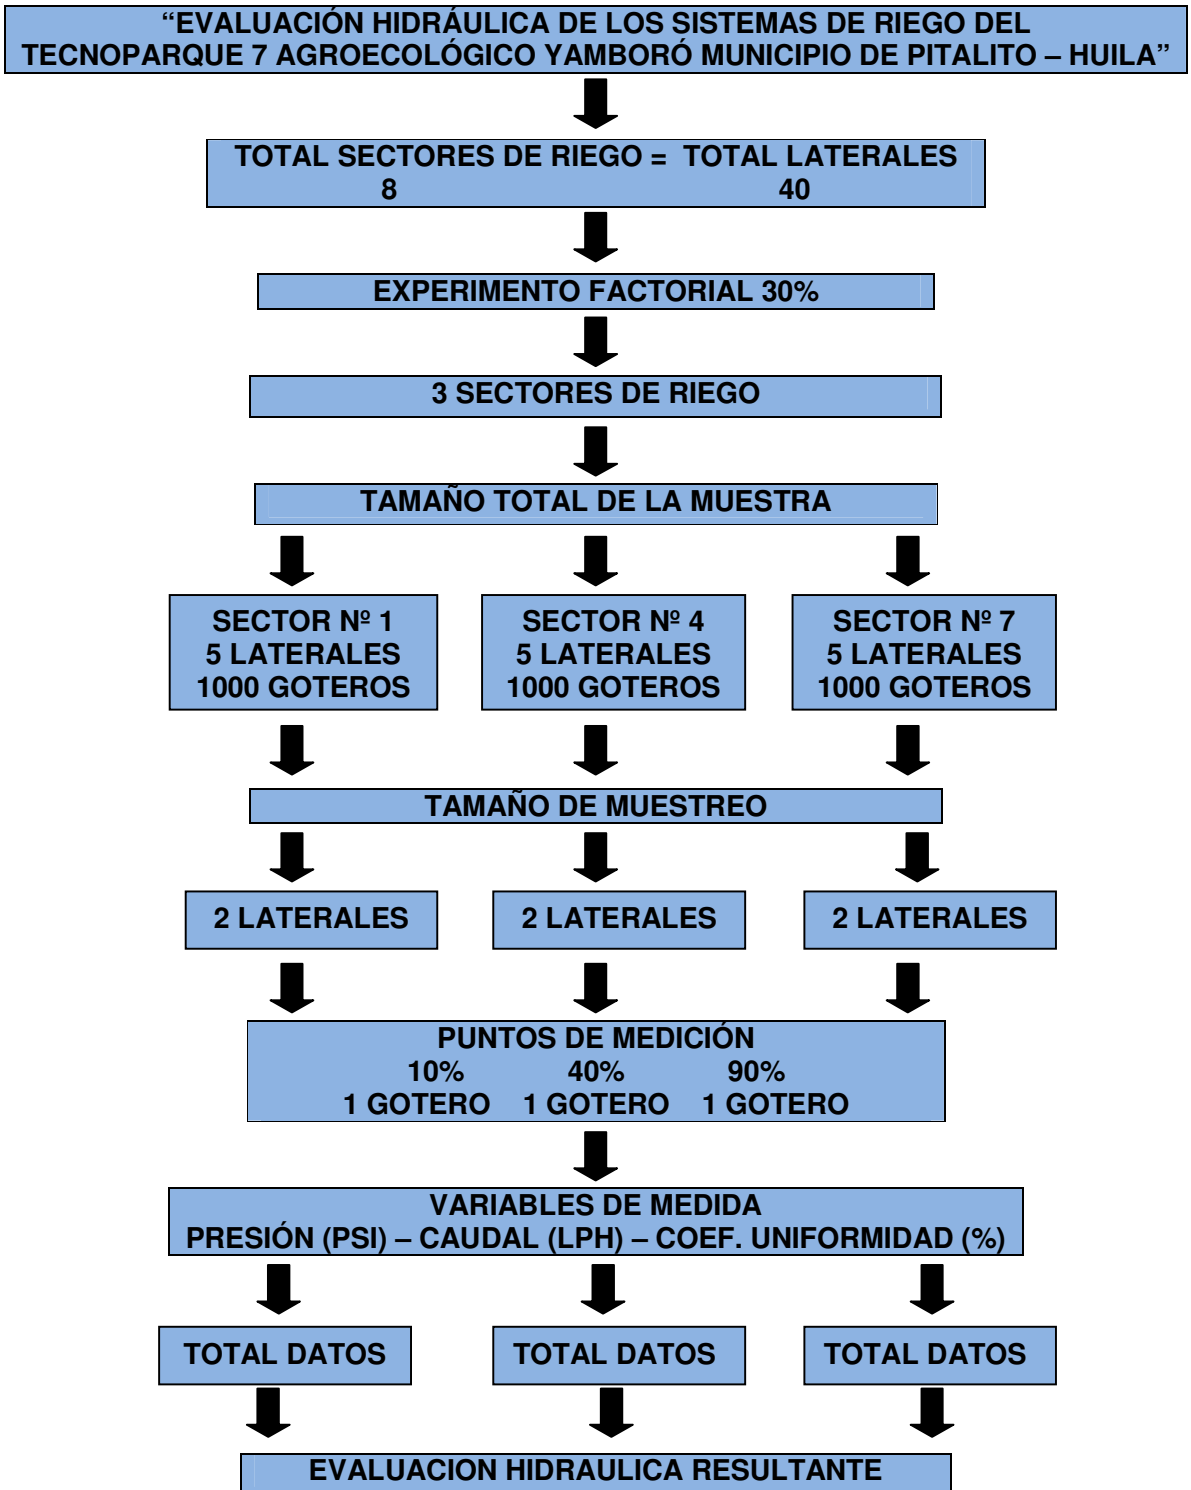 “EVALUACIÓN HIDRÁULICA DE LOS SISTEMAS DE RIEGO DEL
TECNOPARQUE 7 AGROECOLÓGICO YAMBORÓ MUNICIPIO DE PITALITO – HUILA”
TOTAL SECTORES DE RIEGO = TOTAL LATERALES
8 40
EXPERIMENTO FACTORIAL 30%
3 SECTORES DE RIEGO
TAMAÑO TOTAL DE LA MUESTRA
SECTOR Nº 1
5 LATERALES
1000 GOTEROS
SECTOR Nº 4
5 LATERALES
1000 GOTEROS
SECTOR Nº 7
5 LATERALES
1000 GOTEROS
TAMAÑO DE MUESTREO
2 LATERALES
2 LATERALES
2 LATERALES
PUNTOS DE MEDICIÓN
10% 40% 90%
1 GOTERO 1 GOTERO 1 GOTERO
VARIABLES DE MEDIDA
PRESIÓN (PSI) – CAUDAL (LPH) – COEF. UNIFORMIDAD (%)
TOTAL DATOS
TOTAL DATOS
TOTAL DATOS
EVALUACION HIDRAULICA RESULTANTE